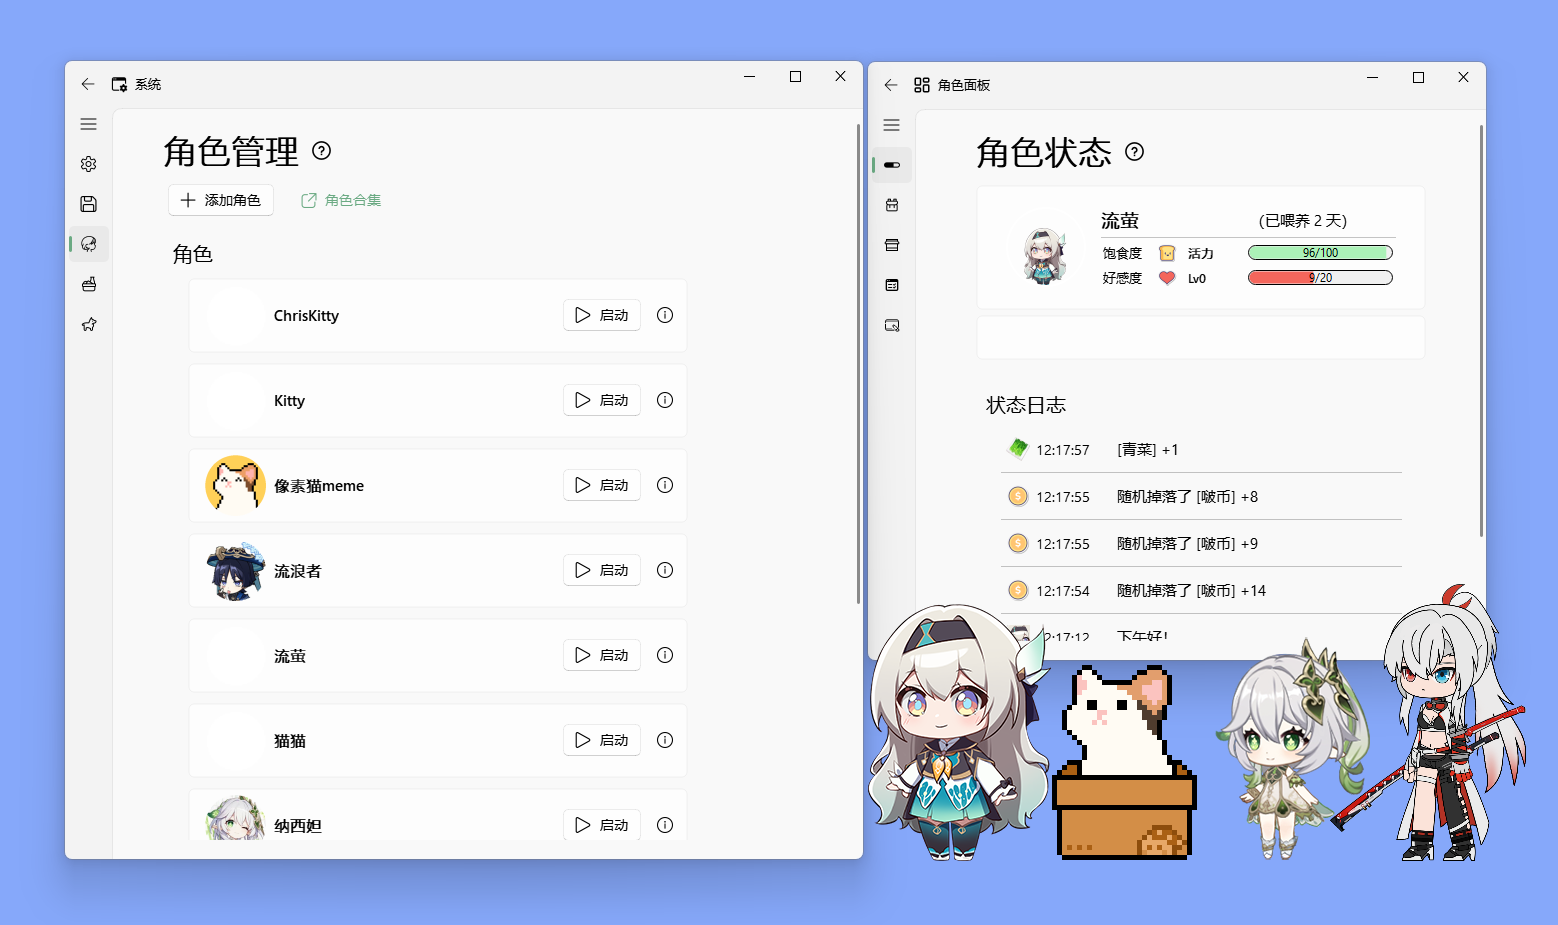 系统
角色管理
添加角色
角色合集
角色
ChrisKitty
启动
Kitty
启动
像素猫meme
启动
流浪者
启动
流萤
启动
猫猫
启动
纳西妲
启动
角色面板
角色状态
流萤 (已喂养 2 天)
饱食度 活力 96/100
好感度 Lv0 9/20
状态日志
12:17:57 [青菜] +1
12:17:55 随机掉落了 [啵币] +8
12:17:55 随机掉落了 [啵币] +9
12:17:54 随机掉落了 [啵币] +14
12:17:12 下午好!